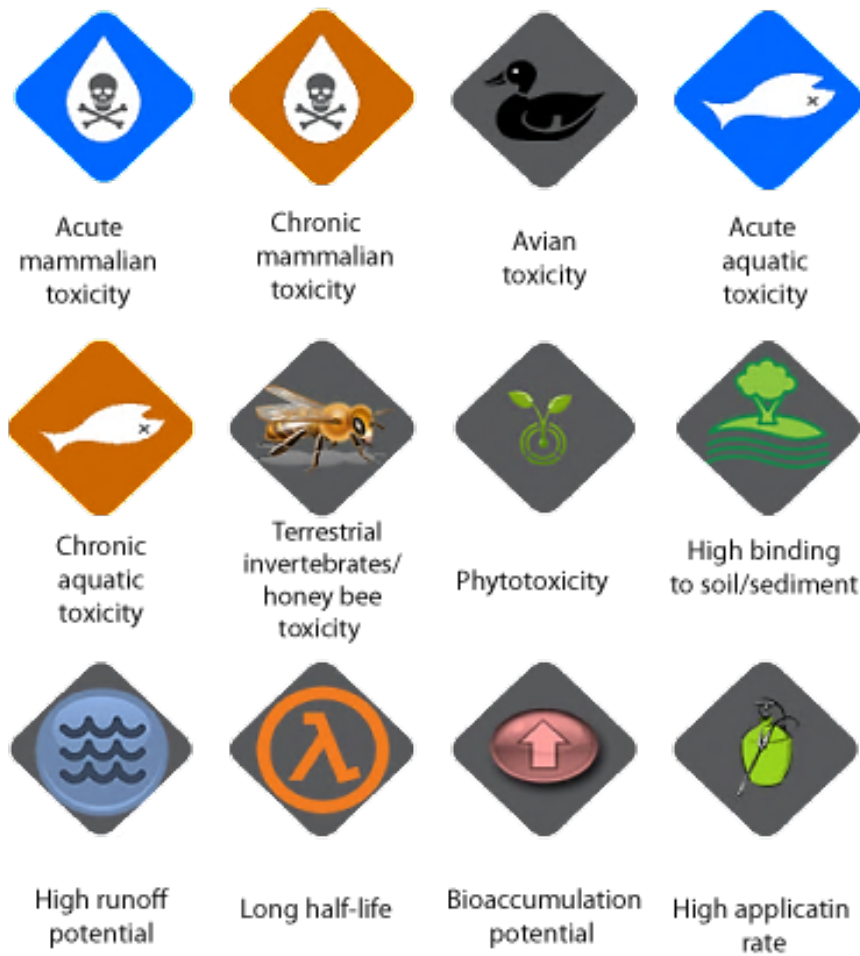 Acute
mammalian
toxicity
Chronic
mammalian
toxicity
Avian
toxicity
Acute
aquatic
toxicity
Chronic
aquatic
toxicity
Terrestrial
invertebrates/
honey bee
toxicity
Phytotoxicity
High binding
to soil/sediment
λ
High runoff
potential
Long half-life
Bioaccumulation
potential
High applicatin
rate